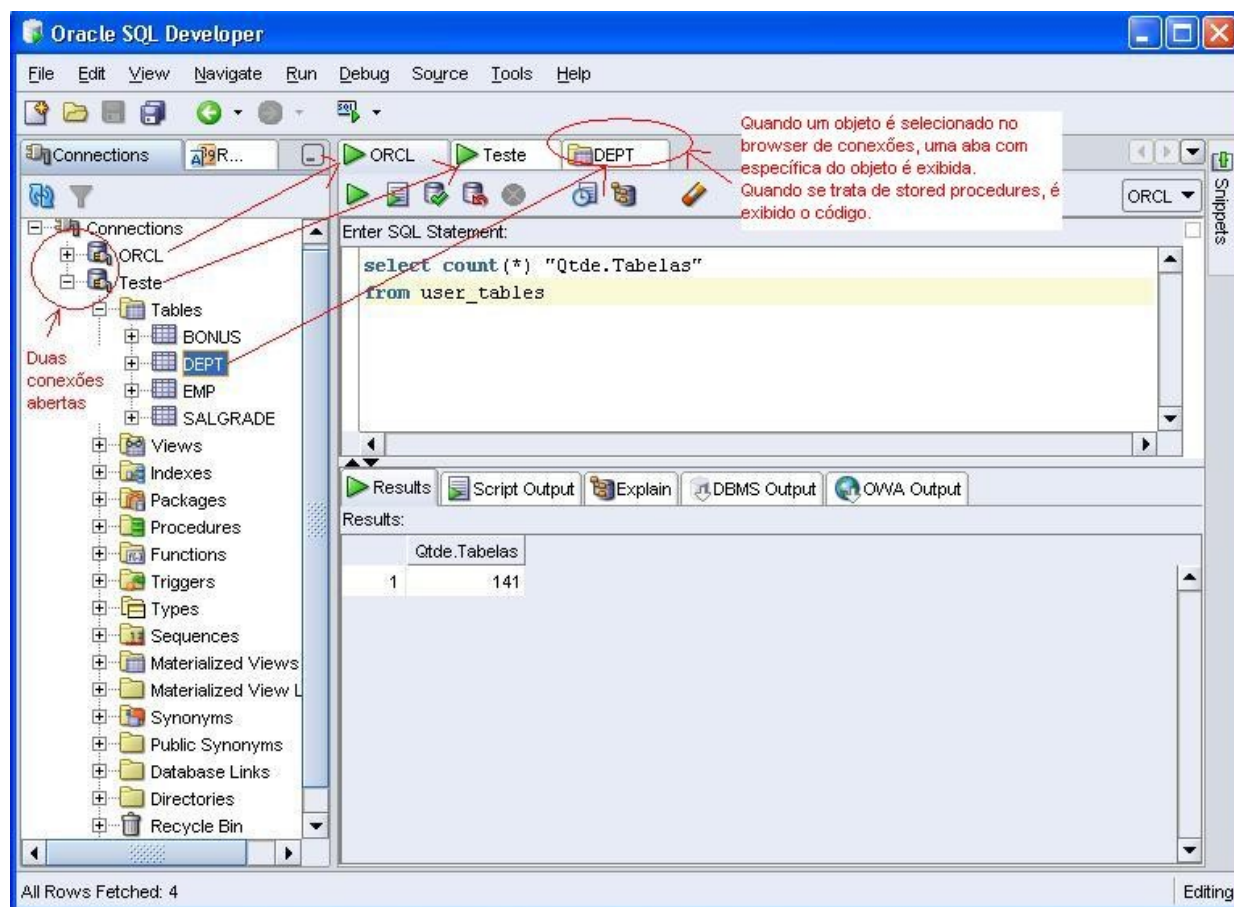 Oracle SQL Developer
File Edit View Navigate Run Debug Source Tools Help
Connections
R...
ORCL
Teste
DEPT
Quando um objeto é selecionado no
browser de conexões, uma aba com
específica do objeto é exibida.
Quando se trata de stored procedures, é
exibido o código.
ORCL
Snippets
Connections
ORCL
Teste
Tables
BONUS
DEPT
EMP
SALGRADE
Views
Indexes
Packages
Procedures
Functions
Triggers
Types
Sequences
Materialized Views
Materialized View L
Synonyms
Public Synonyms
Database Links
Directories
Recycle Bin
Duas
conexões
abertas
Enter SQL Statement:
select count(*) "Qtde.Tabelas"
from user_tables
Results
Script Output
Explain
DBMS Output
OWA Output
Results:
Qtde.Tabelas
1 141
All Rows Fetched: 4
Editing